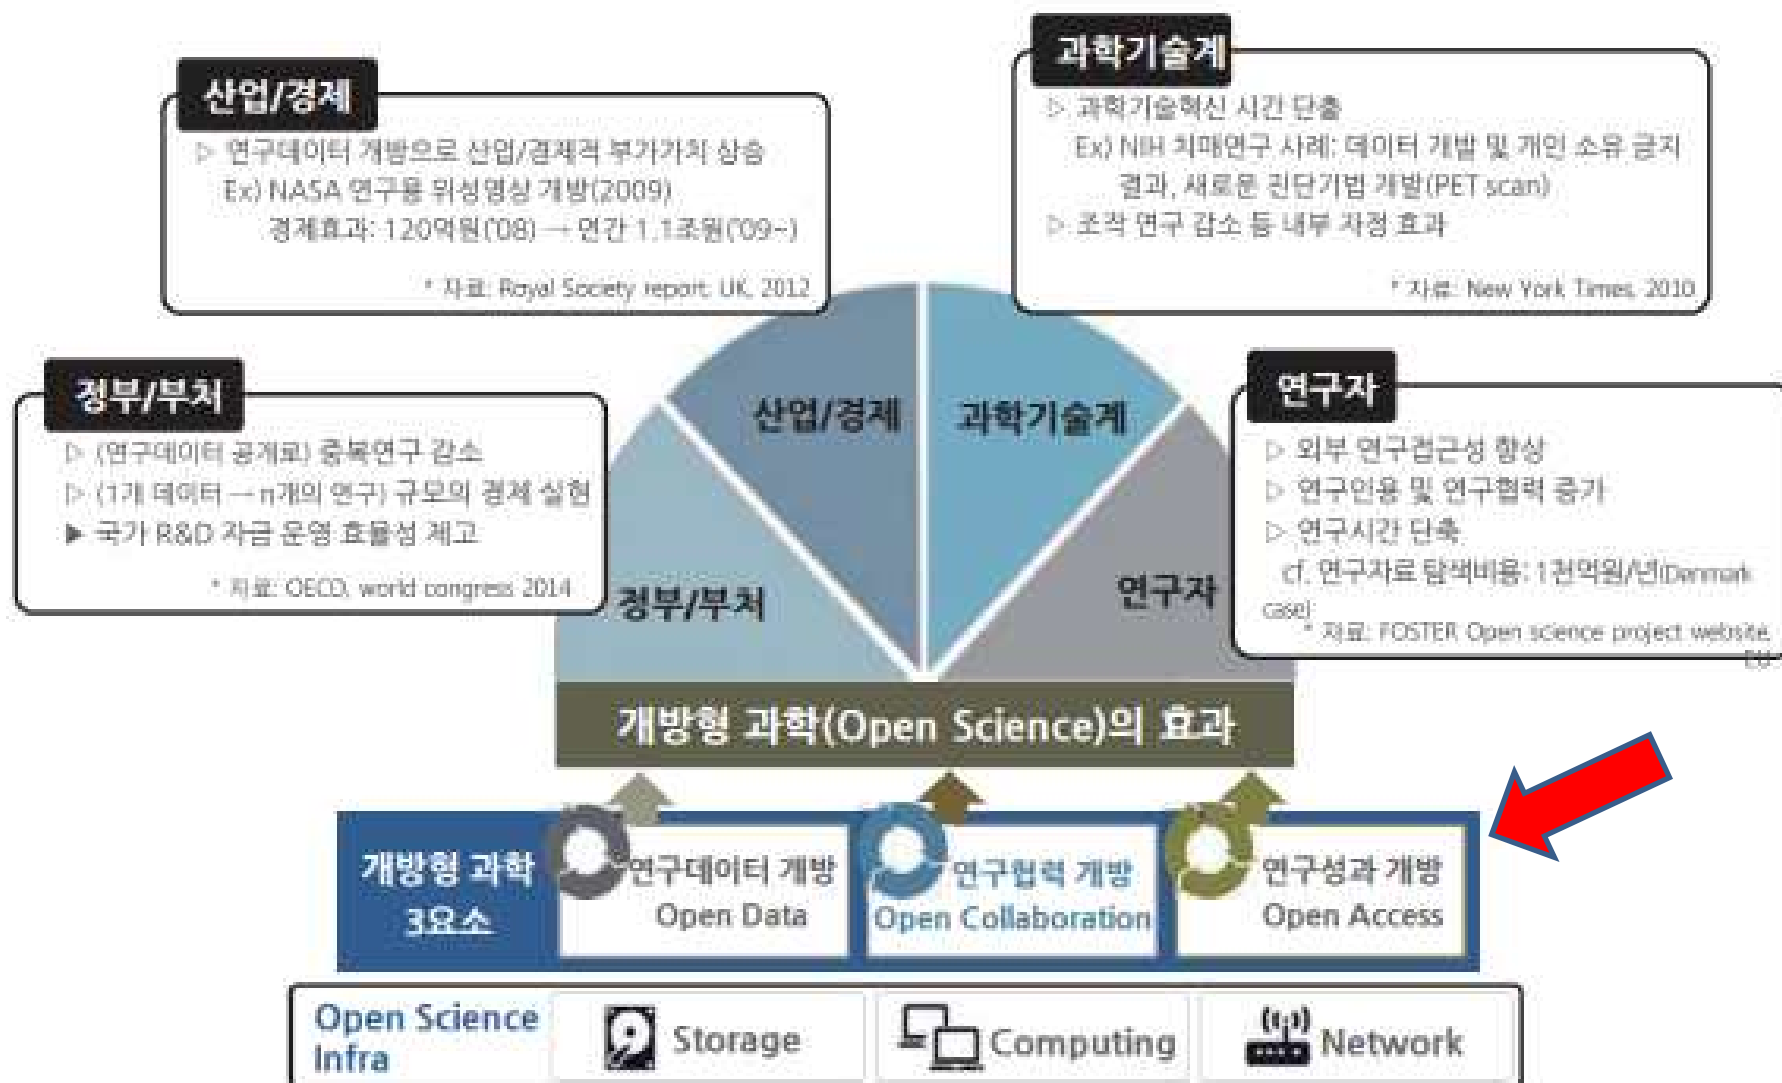 산업/경제
▷ 연구데이터 개방으로 산업/경제적 부가가치 상승
Ex) NASA 연구용 위성영상 개방(2009)
경제효과: 120억원('08) → 연간 1.1조원('09~)
* 자료: Royal Society report, UK, 2012
과학기술계
▷ 과학기술혁신 시간 단축
Ex) NIH 치매연구 사례: 데이터 개방 및 개인 소유 금지
결과, 새로운 진단기법 개발(PET scan)
▷ 조각 연구 감소 등 내부 자정 효과
* 자료: New York Times, 2010
정부/부처
▷ (연구데이터 공개로) 중복연구 감소
▷ (1개 데이터 → n개의 연구) 규모의 경제 실현
▶ 국가 R&D 자금 운영 효율성 제고
* 자료: OECD, world congress 2014
연구자
▷ 외부 연구접근성 향상
▷ 연구인용 및 연구협력 증가
▷ 연구시간 단축
cf. 연구자료 탐색비용: 1천억원/년(Denmark
case)
* 자료: FOSTER Open science project website,
EU
산업/경제
과학기술계
정부/부처
연구자
개방형 과학(Open Science)의 효과
개방형 과학
3요소
연구데이터 개방
Open Data
연구협력 개방
Open Collaboration
연구성과 개방
Open Access
Open Science
Infra
Storage
Computing
Network